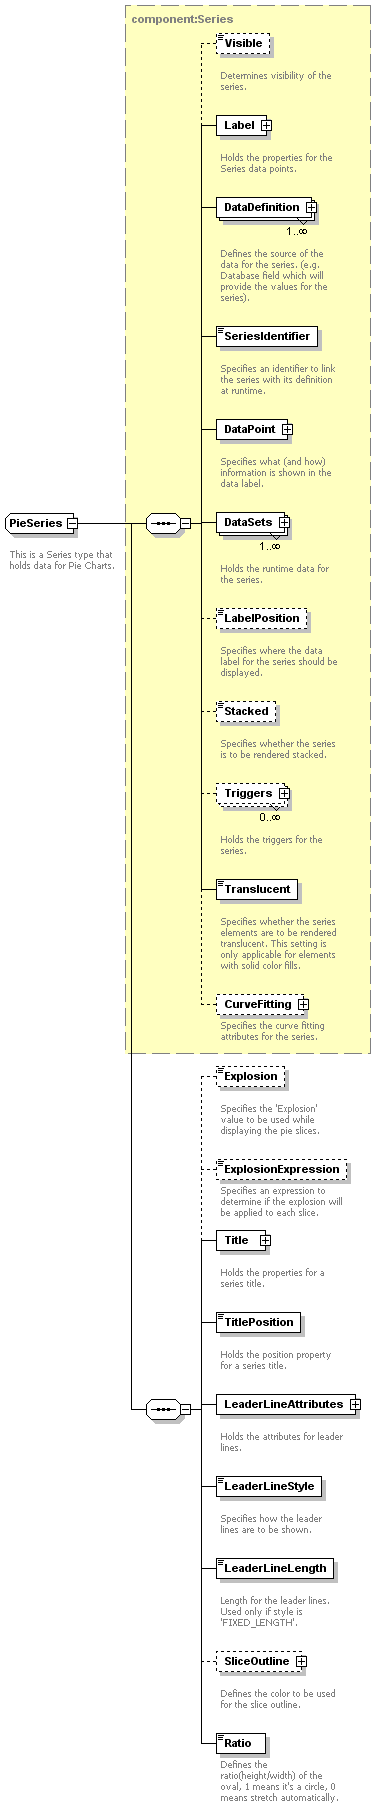 component:Series
Visible
Determines visibility of the
series.
Label
Holds the properties for the
Series data points.
DataDefinition
1..∞
Defines the source of the
data for the series. (e.g.
Database field which will
provide the values for the
series).
SeriesIdentifier
Specifies an identifier to link
the series with its definition
at runtime.
DataPoint
Specifies what (and how)
information is shown in the
data label.
PieSeries
This is a Series type that
holds data for Pie Charts.
DataSets
1..∞
Holds the runtime data for
the series.
LabelPosition
Specifies where the data
label for the series should be
displayed.
Stacked
Specifies whether the series
is to be rendered stacked.
Triggers
0..∞
Holds the triggers for the
series.
Translucent
Specifies whether the series
elements are to be rendered
translucent. This setting is
only applicable for elements
with solid color fills.
CurveFitting
Specifies the curve fitting
attributes for the series.
Explosion
Specifies the 'Explosion'
value to be used while
displaying the pie slices.
ExplosionExpression
Specifies an expression to
determine if the explosion will
be applied to each slice.
Title
Holds the properties for a
series title.
TitlePosition
Holds the position property
for a series title.
LeaderLineAttributes
Holds the attributes for leader
lines.
LeaderLineStyle
Specifies how the leader
lines are to be shown.
LeaderLineLength
Length for the leader lines.
Used only if style is
'FIXED_LENGTH'.
SliceOutline
Defines the color to be used
for the slice outline.
Ratio
Defines the
ratio(height/width) of the
oval, 1 means it's a circle, 0
means stretch automatically.